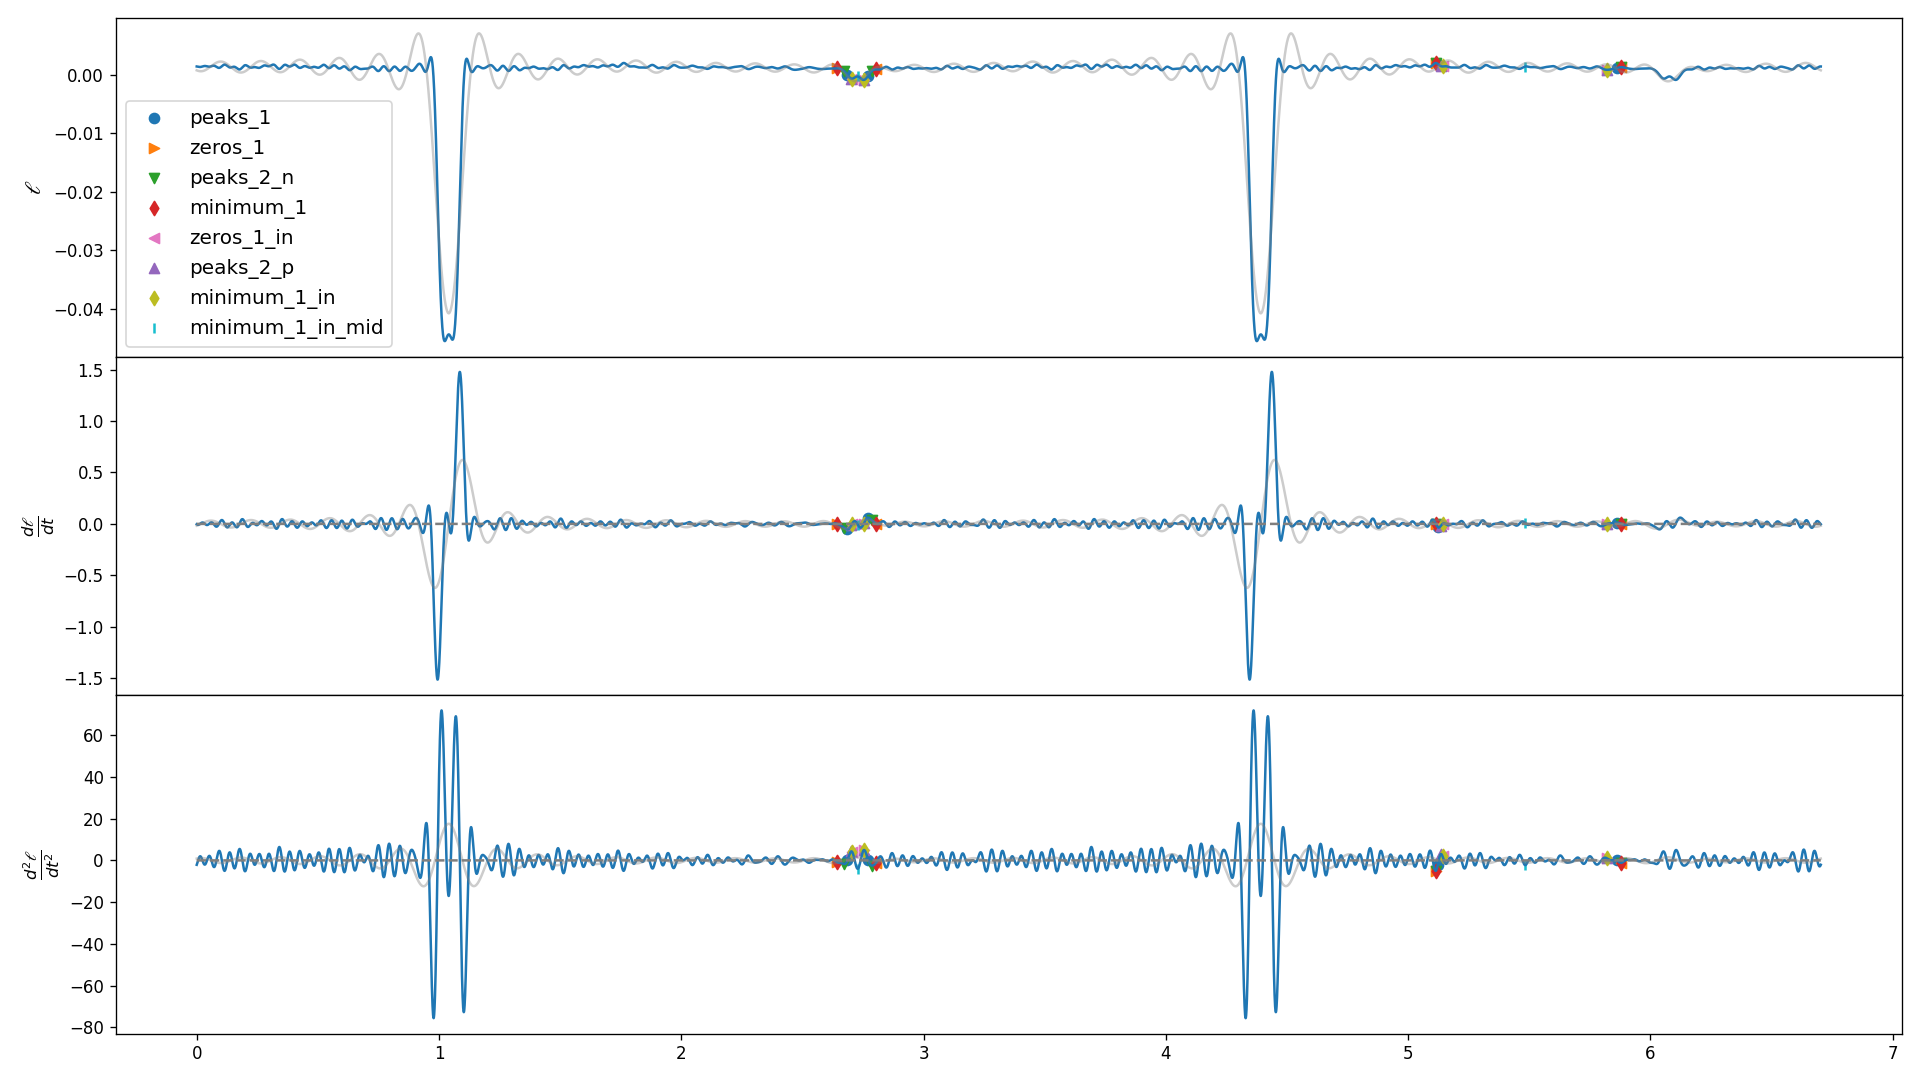 0.00
−0.01
−0.02
−0.03
−0.04
ℓ
peaks_1
zeros_1
peaks_2_n
minimum_1
zeros_1_in
peaks_2_p
minimum_1_in
minimum_1_in_mid
1.5
1.0
0.5
0.0
−0.5
−1.0
−1.5
dℓ
dt
60
40
20
0
−20
−40
−60
−80
d²ℓ
dt²
0 1 2 3 4 5 6 7